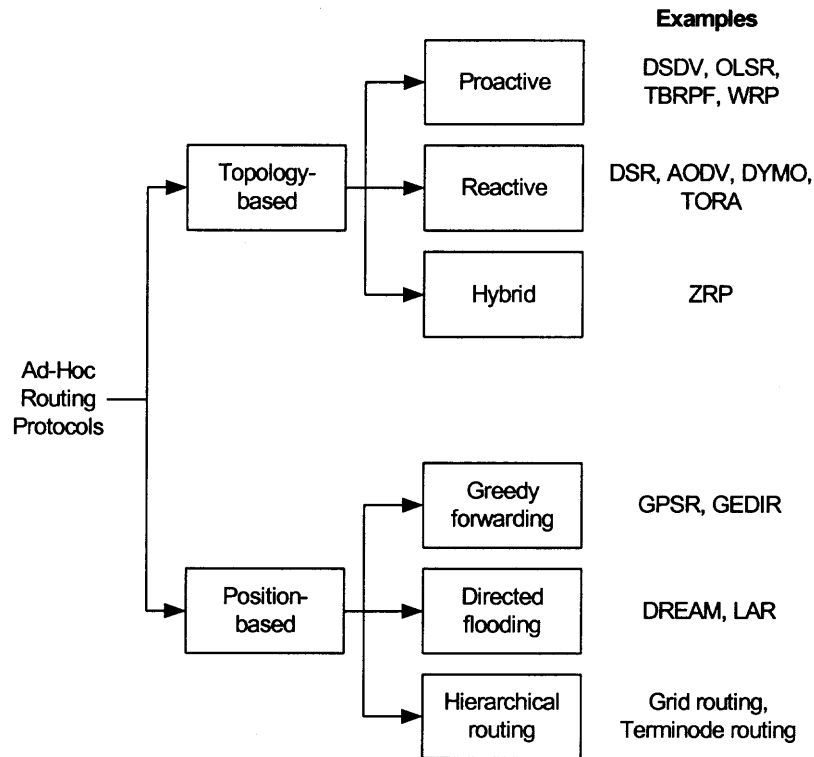 Examples
Proactive
DSDV, OLSR,
TBRPF, WRP
Topology-
based
Reactive
DSR, AODV, DYMO,
TORA
Hybrid
ZRP
Ad-Hoc
Routing
Protocols
Greedy
forwarding
GPSR, GEDIR
Position-
based
Directed
flooding
DREAM, LAR
Hierarchical
routing
Grid routing,
Terminode routing